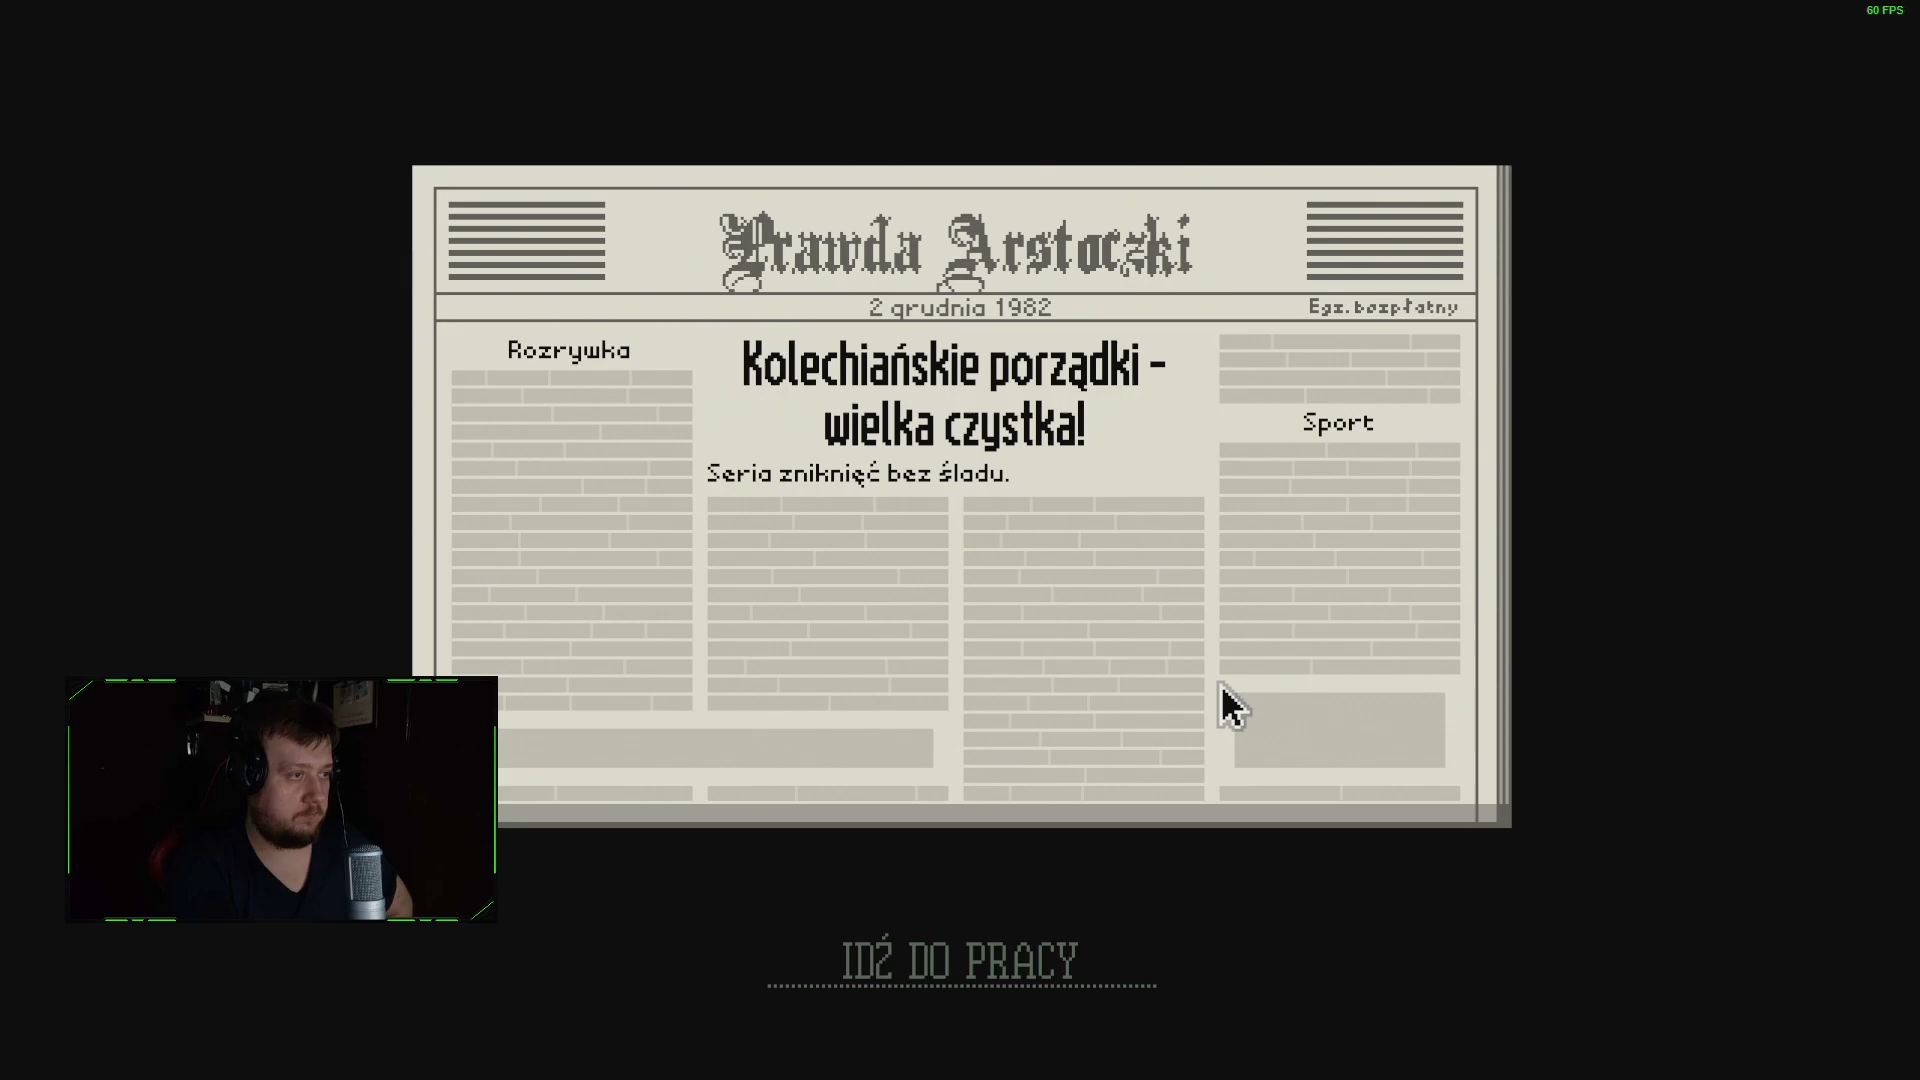 60 FPS
Prawda Arstoczki
2 grudnia 1982
Egz. bezpłatny
Rozrywka
Kolechiańskie porządki -
wielka czystka!
Seria zniknięć bez śladu.
Sport
IDŹ DO PRACY